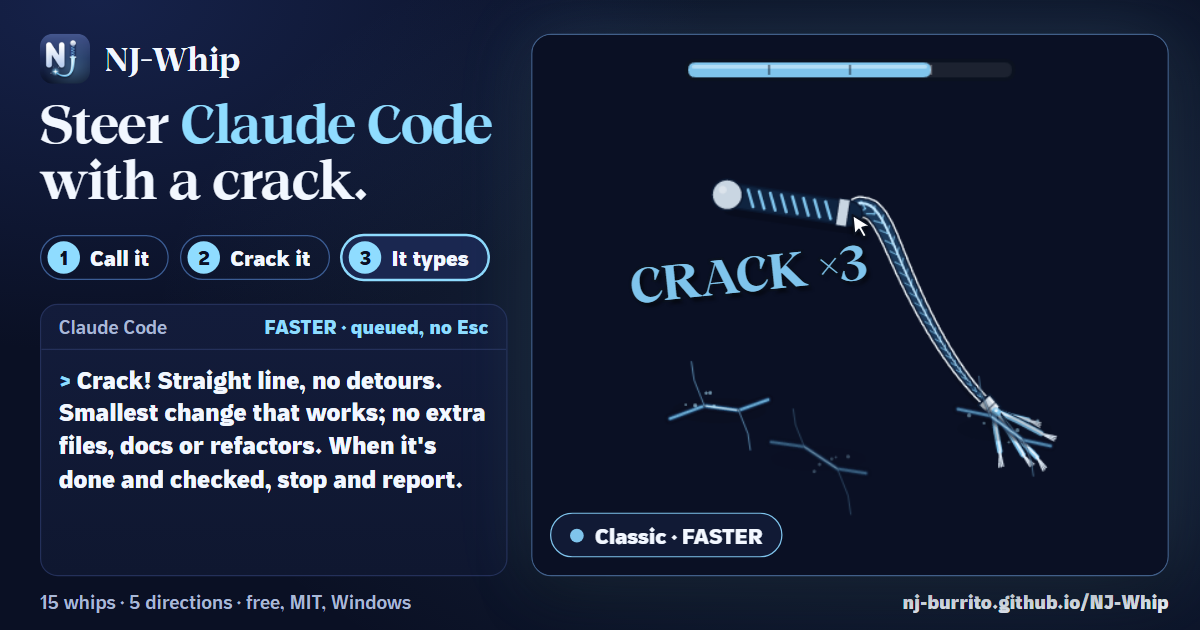 NJ
NJ-Whip
Steer Claude Code
with a crack.
1 Call it
2 Crack it
3 It types
Claude Code
FASTER · queued, no Esc
> Crack! Straight line, no detours.
Smallest change that works; no extra
files, docs or refactors. When it's
done and checked, stop and report.
15 whips · 5 directions · free, MIT, Windows
CRACK ×3
Classic · FASTER
nj-burrito.github.io/NJ-Whip